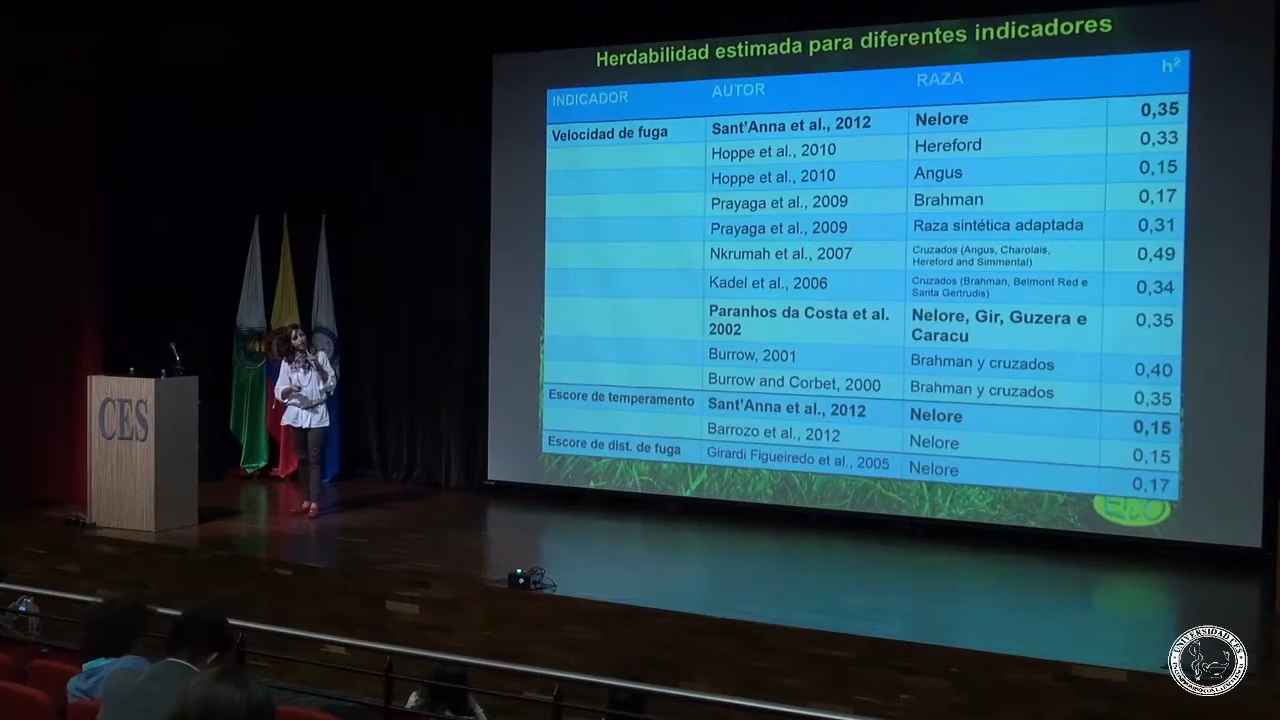 Herdabilidad estimada para diferentes indicadores
INDICADOR AUTOR RAZA h²
Velocidad de fuga Sant'Anna et al., 2012 Nelore 0,35
Hoppe et al., 2010 Hereford 0,33
Hoppe et al., 2010 Angus 0,15
Prayaga et al., 2009 Brahman 0,17
Prayaga et al., 2009 Raza sintética adaptada 0,31
Nkrumah et al., 2007 Cruzados (Angus, Charolais,
Hereford and Simmental) 0,49
Kadel et al., 2006 Cruzados (Brahman, Belmont Red e
Santa Gertrudis) 0,34
Paranhos da Costa et al.
2002 Nelore, Gir, Guzera e
Caracu 0,35
Burrow, 2001 Brahman y cruzados 0,40
Burrow and Corbet, 2000 Brahman y cruzados 0,35
Escore de temperamento Sant'Anna et al., 2012 Nelore 0,15
Barrozo et al., 2012 Nelore 0,15
Escore de dist. de fuga Girardi Figueiredo et al., 2005 Nelore 0,17
CES
UNIVERSIDAD CES